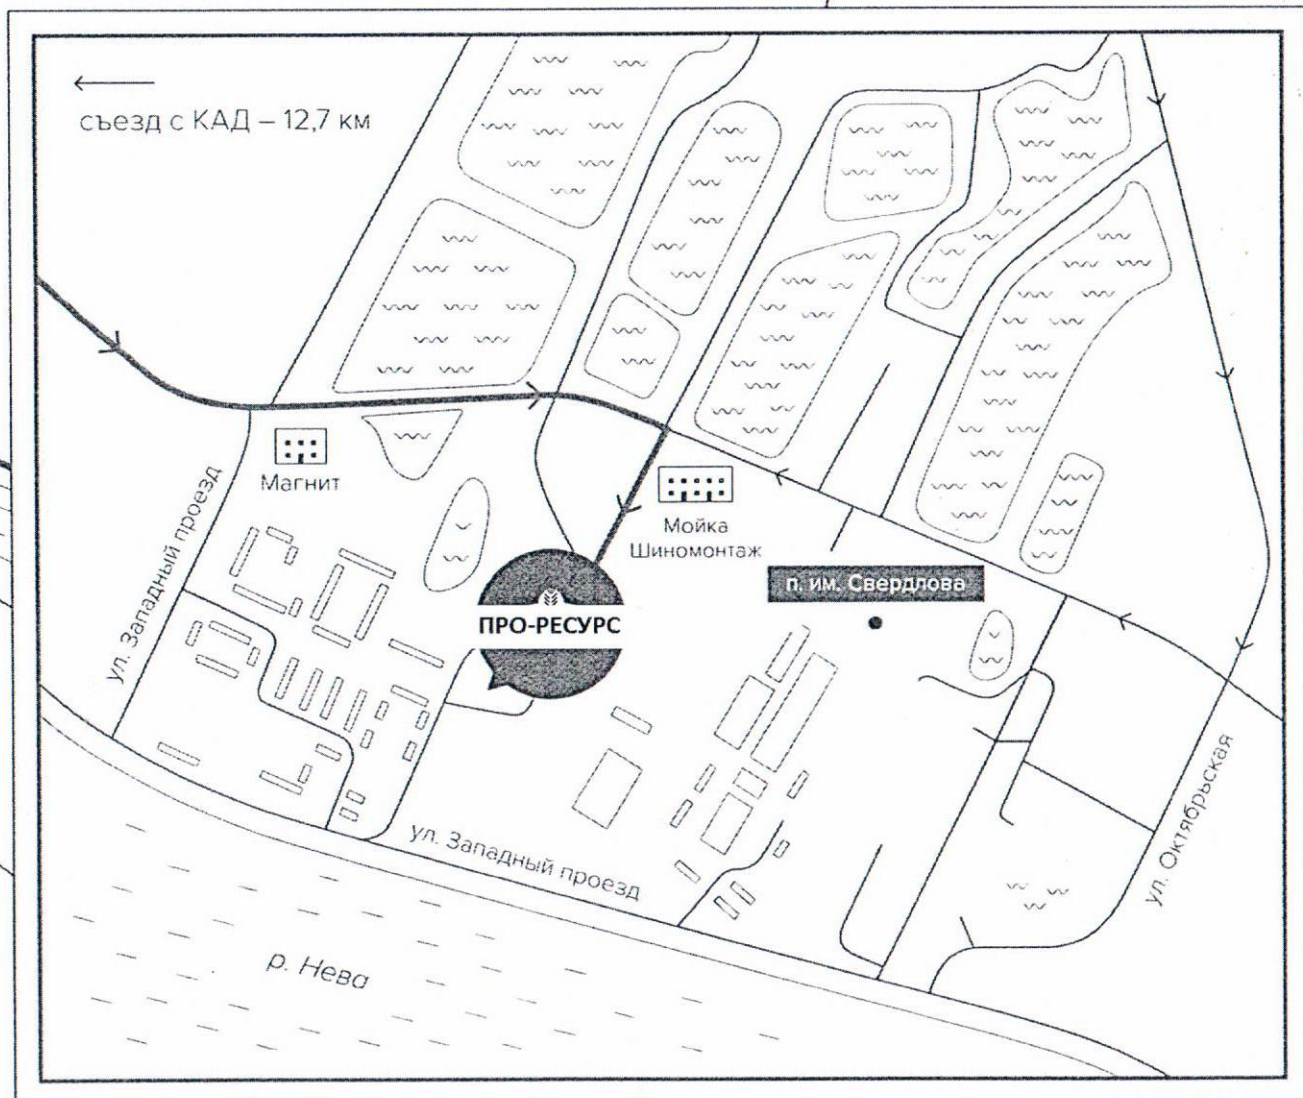 съезд с КАД – 12,7 км
Магнит
Мойка
Шиномонтаж
ул. Западный проезд
п. им. Свердлова
ПРО-РЕСУРС
ул. Западный проезд
ул. Октябрьская
р. Нева